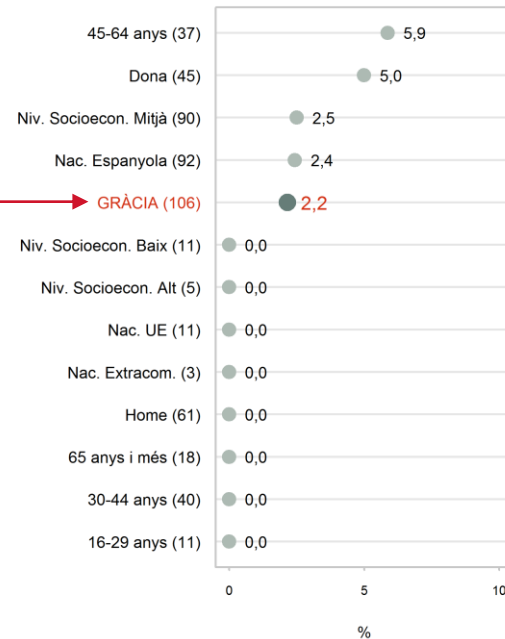 45-64 anys (37) 5,9
Dona (45) 5,0
Niv. Socioecon. Mitjà (90) 2,5
Nac. Espanyola (92) 2,4
GRÀCIA (106) 2,2
Niv. Socioecon. Baix (11) 0,0
Niv. Socioecon. Alt (5) 0,0
Nac. UE (11) 0,0
Nac. Extracom. (3) 0,0
Home (61) 0,0
65 anys i més (18) 0,0
30-44 anys (40) 0,0
16-29 anys (11) 0,0
0 5 10
%